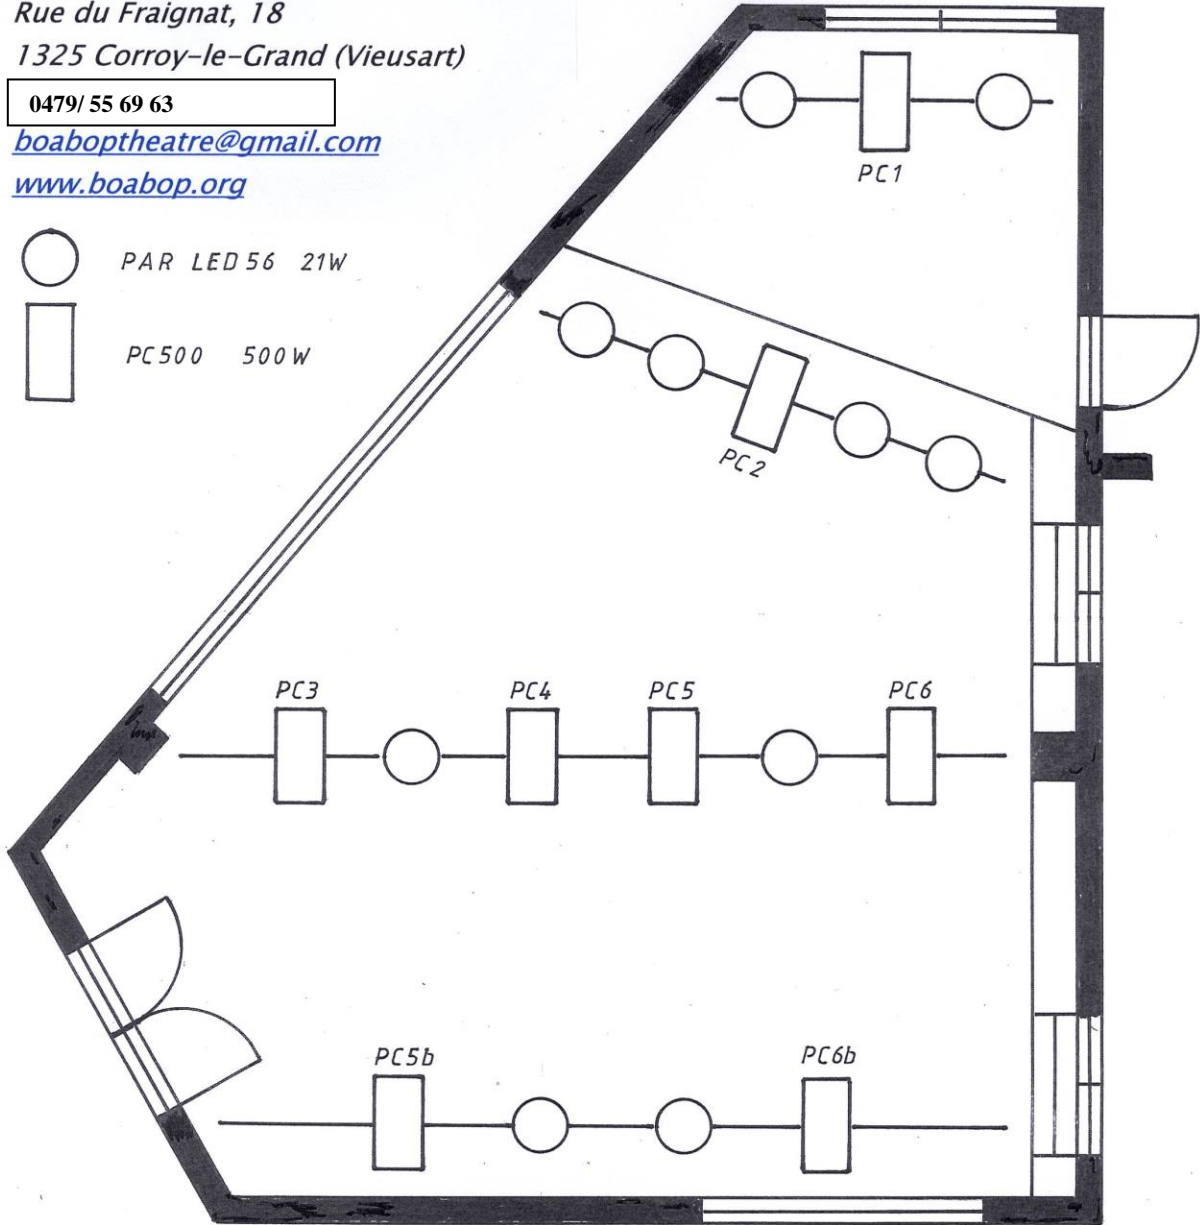 Rue du Fraignat, 18
1325 Corroy-le-Grand (Vieusart)
0479/ 55 69 63
boaboptheatre@gmail.com
www.boabop.org
PAR LED 56 21W
PC500 500W
PC1
PC2
PC3 PC4 PC5 PC6
PC5b PC6b